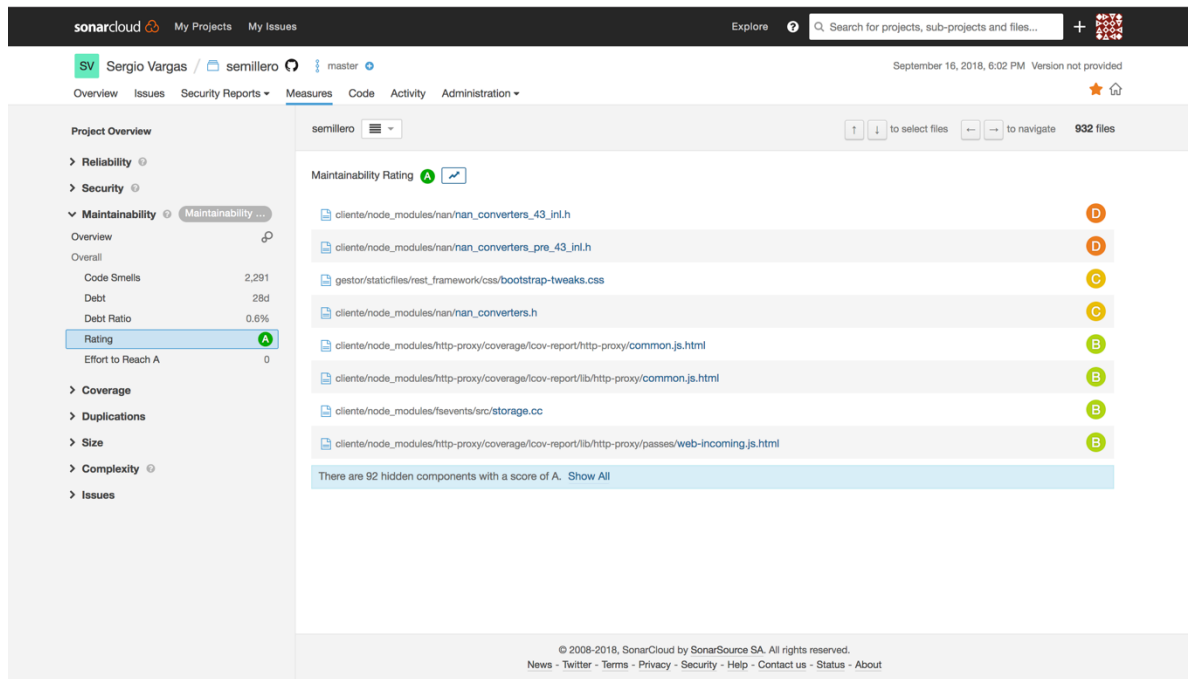 sonarcloud My Projects My Issues Explore ? Search for projects, sub-projects and files... +
SV Sergio Vargas / semillero master September 16, 2018, 6:02 PM Version not provided
Overview Issues Security Reports Measures Code Activity Administration
Project Overview
semillero ↑ ↓ to select files ← → to navigate 932 files
Reliability ?
Security ?
Maintainability ? Maintainability ...
Overview
Overall
Code Smells 2,291
Debt 28d
Debt Ratio 0.6%
Rating A
Effort to Reach A 0
Coverage
Duplications
Size
Complexity ?
Issues
Maintainability Rating A
cliente/node_modules/nan/nan_converters_43_inl.h D
cliente/node_modules/nan/nan_converters_pre_43_inl.h D
gestor/staticfiles/rest_framework/css/bootstrap-tweaks.css C
cliente/node_modules/nan/nan_converters.h C
cliente/node_modules/http-proxy/coverage/lcov-report/http-proxy/common.js.html B
cliente/node_modules/http-proxy/coverage/lcov-report/lib/http-proxy/common.js.html B
cliente/node_modules/fsevents/src/storage.cc B
cliente/node_modules/http-proxy/coverage/lcov-report/lib/http-proxy/passes/web-incoming.js.html B
There are 92 hidden components with a score of A. Show All
© 2008-2018, SonarCloud by SonarSource SA. All rights reserved.
News - Twitter - Terms - Privacy - Security - Help - Contact us - Status - About